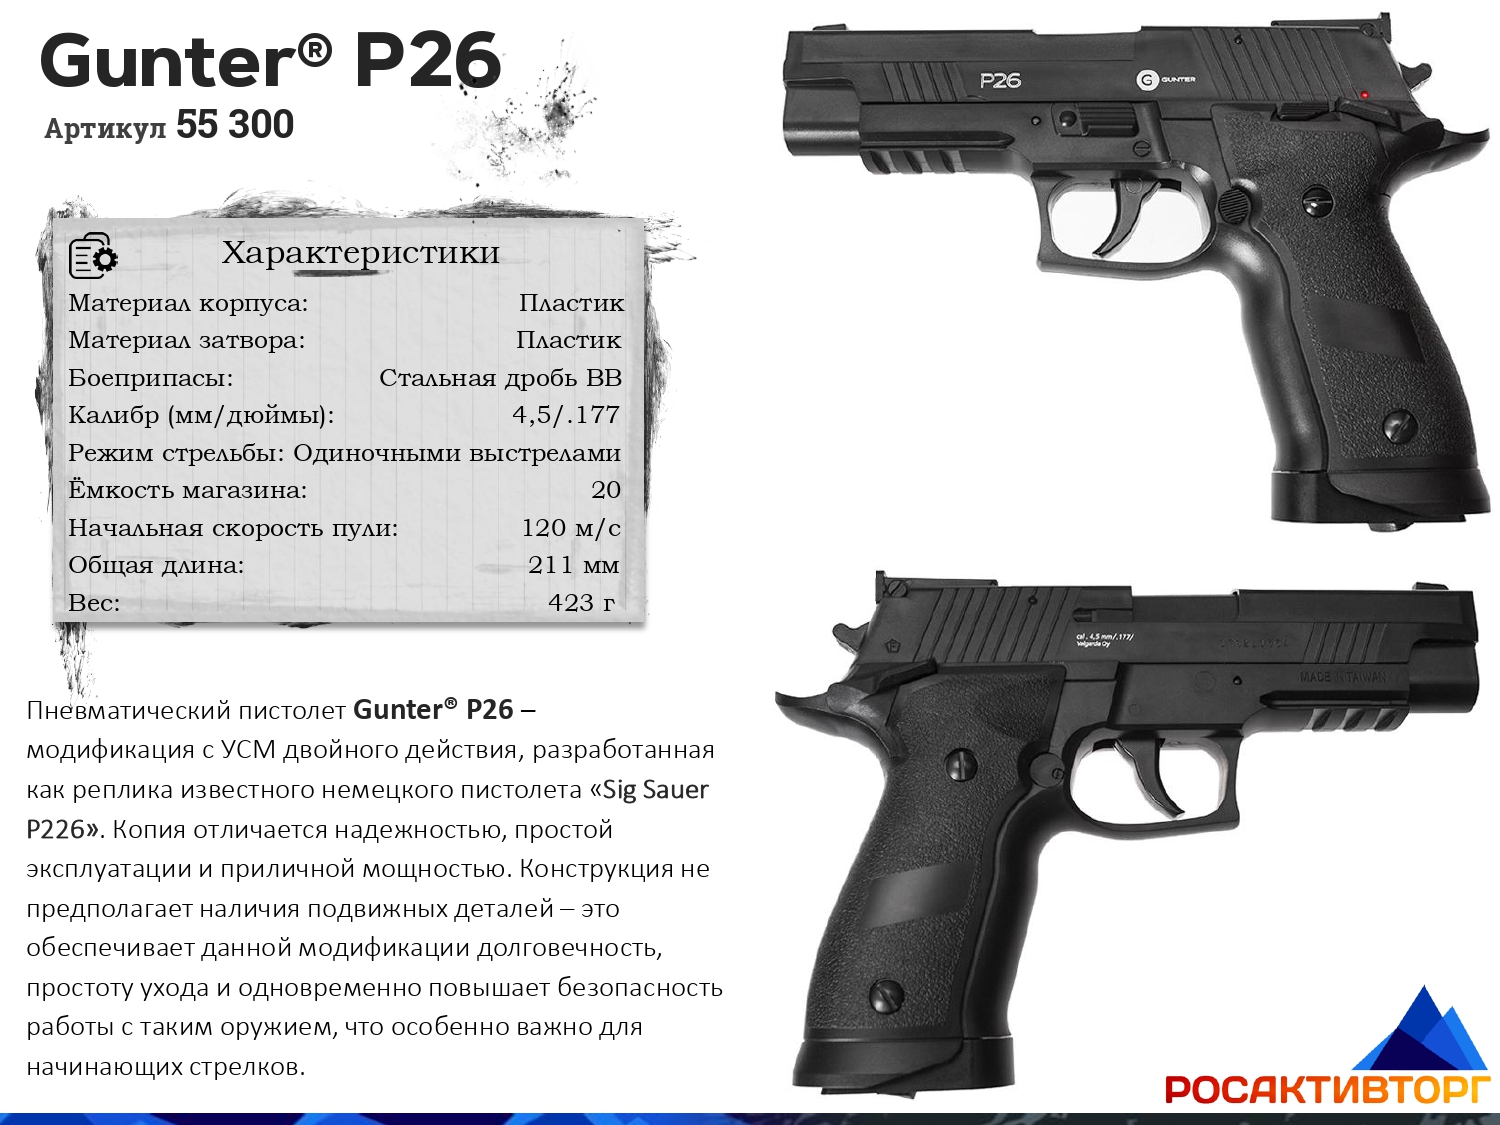 Gunter® P26
Артикул 55 300
Характеристики
Материал корпуса: Пластик
Материал затвора: Пластик
Боеприпасы: Стальная дробь BB
Калибр (мм/дюймы): 4,5/.177
Режим стрельбы: Одиночными выстрелами
Ёмкость магазина: 20
Начальная скорость пули: 120 м/с
Общая длина: 211 мм
Вес: 423 г
Пневматический пистолет Gunter® P26 –
модификация с УСМ двойного действия, разработанная
как реплика известного немецкого пистолета «Sig Sauer
P226». Копия отличается надежностью, простой
эксплуатации и приличной мощностью. Конструкция не
предполагает наличия подвижных деталей – это
обеспечивает данной модификации долговечность,
простоту ухода и одновременно повышает безопасность
работы с таким оружием, что особенно важно для
начинающих стрелков.
P26 G GUNTER
cal . 4,5 mm/.177/
Velgarda Oy
MADE IN TAIWAN
РОСАКТИВТОРГ